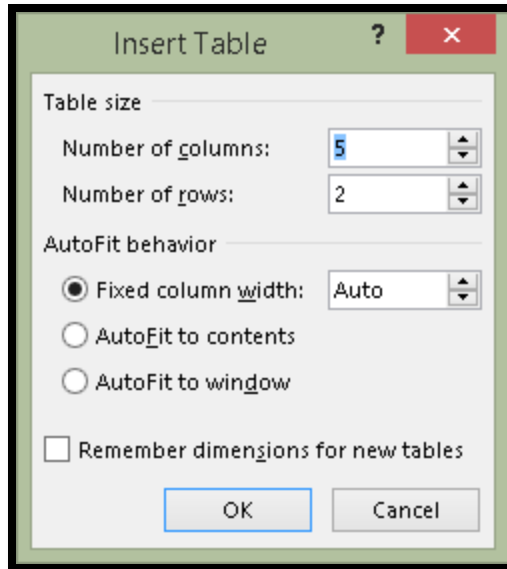 Insert Table ?
Table size
Number of columns: 5
Number of rows: 2
AutoFit behavior
Fixed column width: Auto
AutoFit to contents
AutoFit to window
Remember dimensions for new tables
OK Cancel